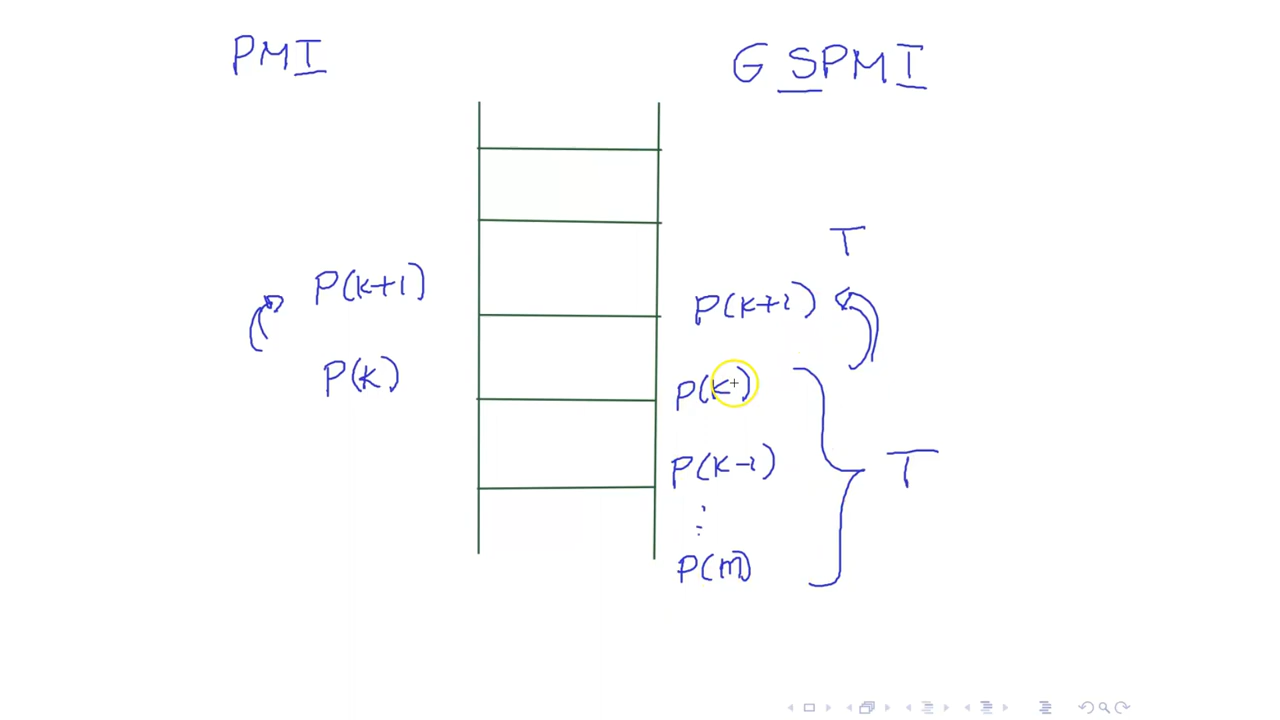 PMI
GSPMI
T
P(k+1)
P(k+1)
P(k)
P(k)
P(k-1)
T
⋮
P(m)